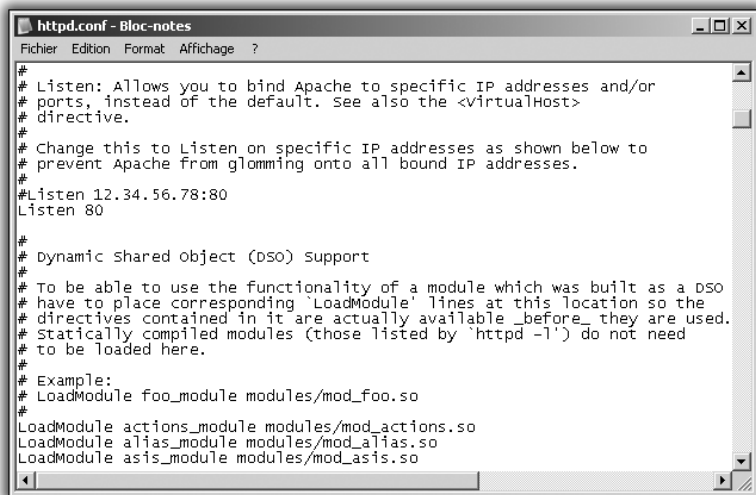 httpd.conf - Bloc-notes
Fichier Edition Format Affichage ?
#
# Listen: Allows you to bind Apache to specific IP addresses and/or
# ports, instead of the default. See also the <VirtualHost>
# directive.
#
# Change this to Listen on specific IP addresses as shown below to
# prevent Apache from glomming onto all bound IP addresses.
#
#Listen 12.34.56.78:80
Listen 80
#
# Dynamic Shared Object (DSO) Support
#
# To be able to use the functionality of a module which was built as a DSO
# have to place corresponding `LoadModule' lines at this location so the
# directives contained in it are actually available _before_ they are used.
# Statically compiled modules (those listed by `httpd -l') do not need
# to be loaded here.
#
# Example:
# LoadModule foo_module modules/mod_foo.so
#
LoadModule actions_module modules/mod_actions.so
LoadModule alias_module modules/mod_alias.so
LoadModule asis_module modules/mod_asis.so